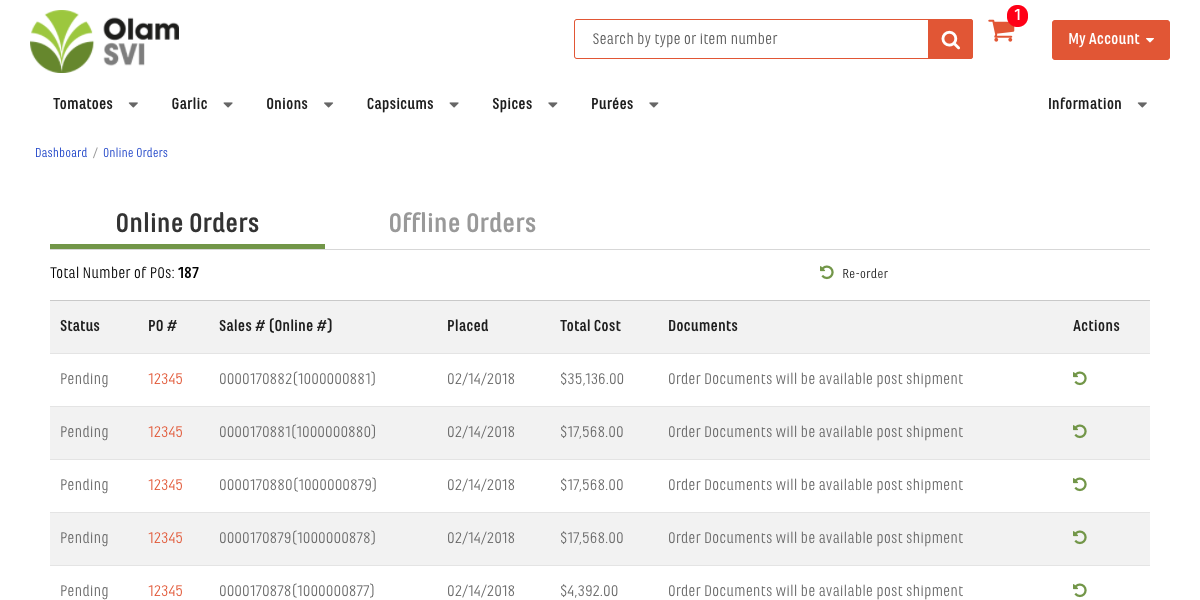 Olam
SVI
Search by type or item number
1
My Account
Tomatoes Garlic Onions Capsicums Spices Purées Information
Dashboard / Online Orders
Online Orders Offline Orders
Total Number of POs: 187 Re-order
Status PO # Sales # (Online #) Placed Total Cost Documents Actions
Pending 12345 0000170882(1000000881) 02/14/2018 $35,136.00 Order Documents will be available post shipment
Pending 12345 0000170881(1000000880) 02/14/2018 $17,568.00 Order Documents will be available post shipment
Pending 12345 0000170880(1000000879) 02/14/2018 $17,568.00 Order Documents will be available post shipment
Pending 12345 0000170879(1000000878) 02/14/2018 $17,568.00 Order Documents will be available post shipment
Pending 12345 0000170878(1000000877) 02/14/2018 $4,392.00 Order Documents will be available post shipment